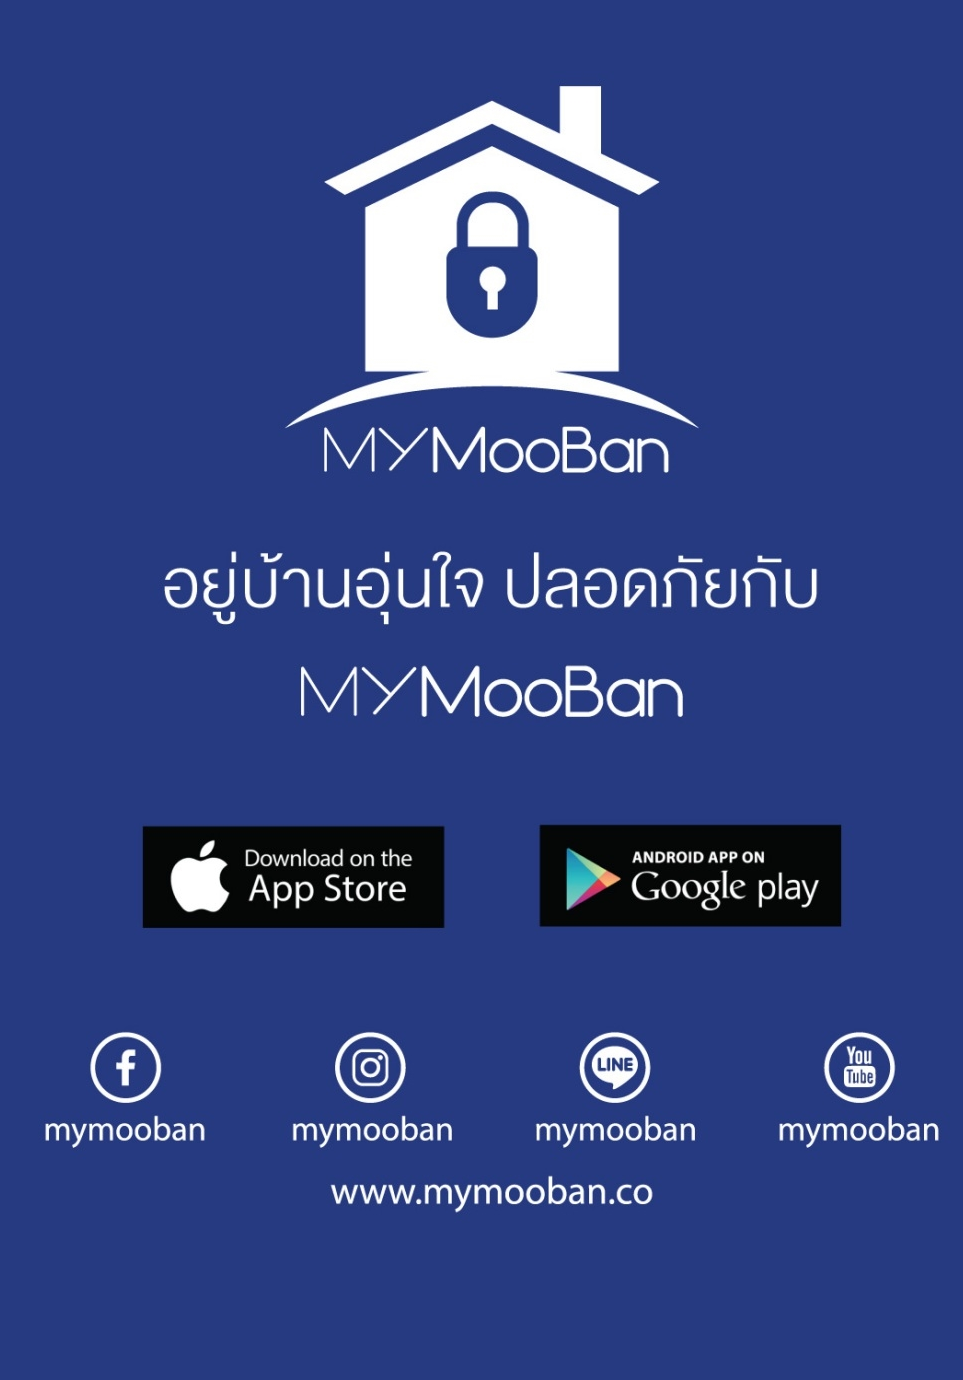 MYMooBan
อยู่บ้านอุ่นใจ ปลอดภัยกับ
MYMooBan
Download on the
App Store
ANDROID APP ON
Google play
f
LINE
You
Tube
mymooban mymooban mymooban mymooban
www.mymooban.co